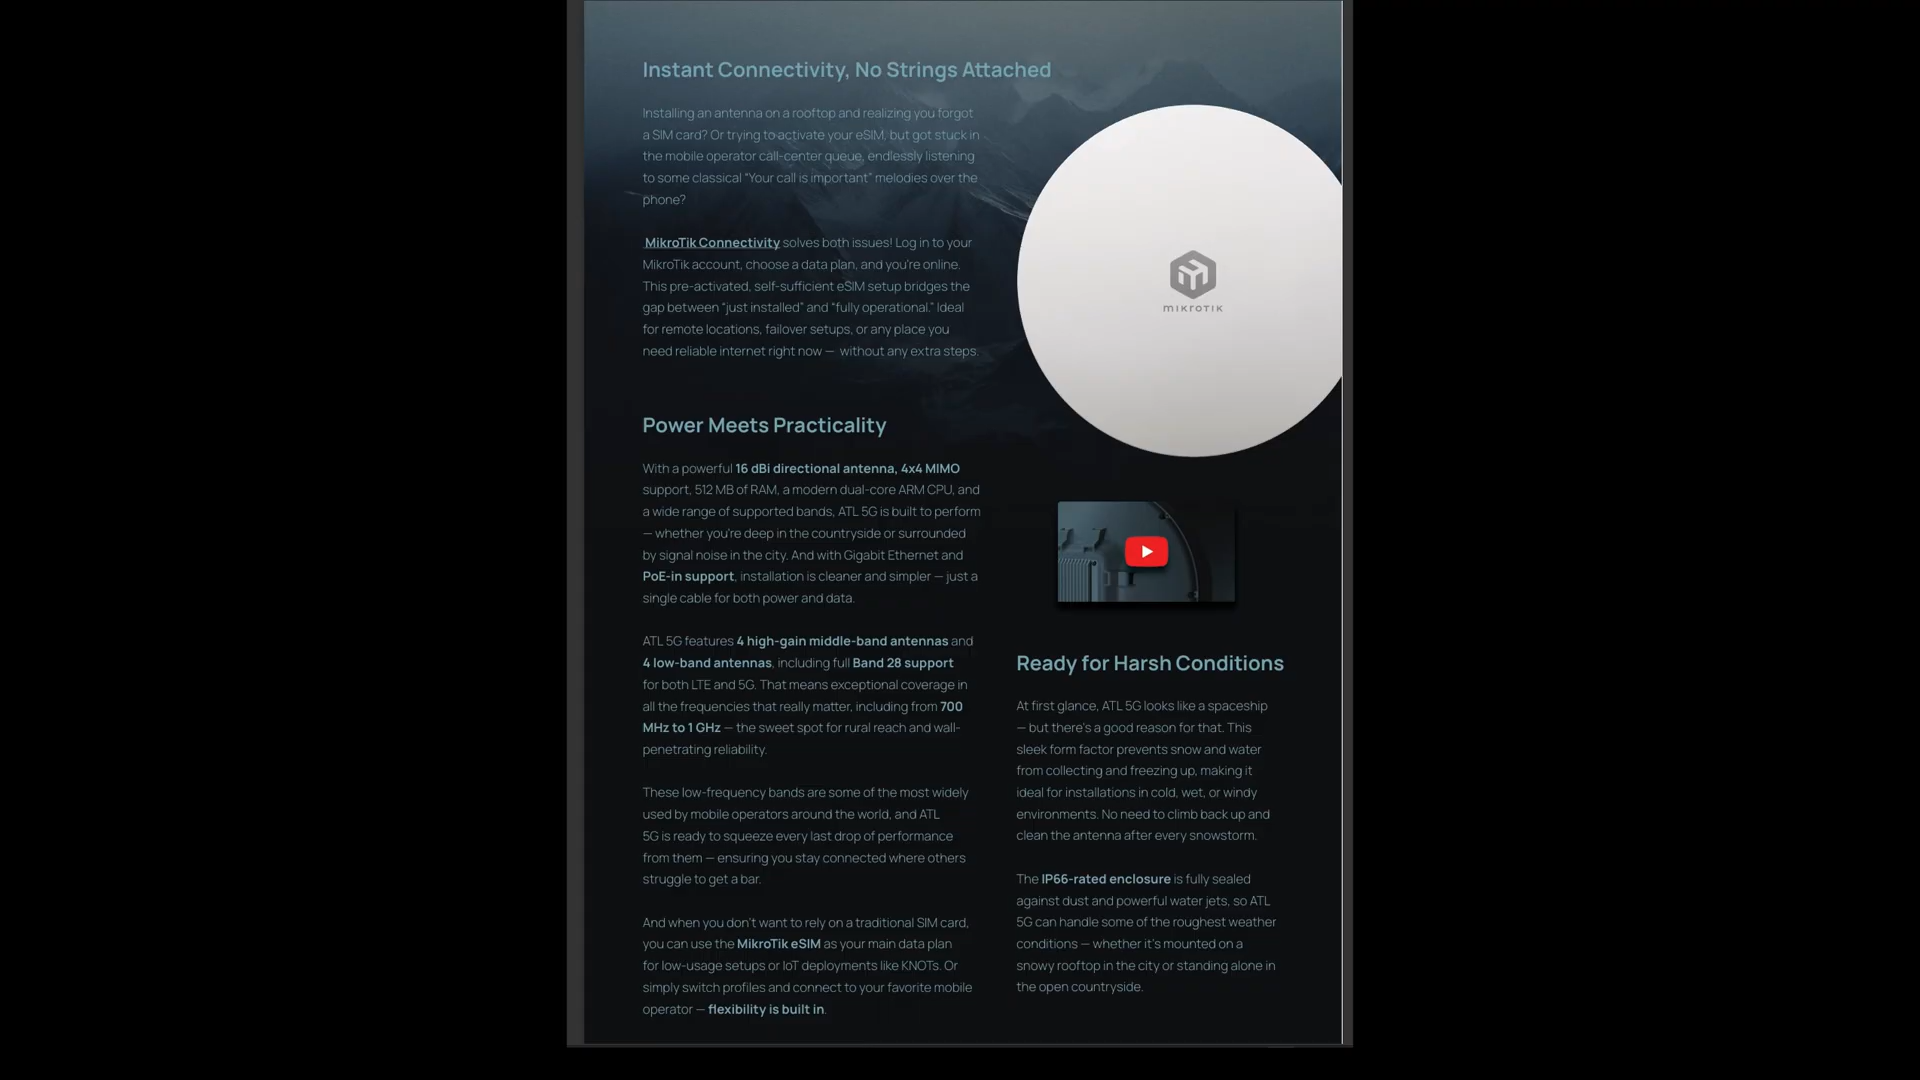 Instant Connectivity, No Strings Attached
Installing an antenna on a rooftop and realizing you forgot
a SIM card? Or trying to activate your eSIM, but got stuck in
the mobile operator call-center queue, endlessly listening
to some classical “Your call is important” melodies over the
phone?
MikroTik Connectivity solves both issues! Log in to your
MikroTik account, choose a data plan, and you're online.
This pre-activated, self-sufficient eSIM setup bridges the
gap between “just installed” and “fully operational.” Ideal
for remote locations, failover setups, or any place you
need reliable internet right now — without any extra steps.
mikrotik
Power Meets Practicality
With a powerful 16 dBi directional antenna, 4x4 MIMO
support, 512 MB of RAM, a modern dual-core ARM CPU, and
a wide range of supported bands, ATL 5G is built to perform
— whether you're deep in the countryside or surrounded
by signal noise in the city. And with Gigabit Ethernet and
PoE-in support, installation is cleaner and simpler — just a
single cable for both power and data.
ATL 5G features 4 high-gain middle-band antennas and
4 low-band antennas, including full Band 28 support
for both LTE and 5G. That means exceptional coverage in
all the frequencies that really matter, including from 700
MHz to 1 GHz — the sweet spot for rural reach and wall-
penetrating reliability.
These low-frequency bands are some of the most widely
used by mobile operators around the world, and ATL
5G is ready to squeeze every last drop of performance
from them — ensuring you stay connected where others
struggle to get a bar.
And when you don't want to rely on a traditional SIM card,
you can use the MikroTik eSIM as your main data plan
for low-usage setups or IoT deployments like KNOTs. Or
simply switch profiles and connect to your favorite mobile
operator — flexibility is built in.
Ready for Harsh Conditions
At first glance, ATL 5G looks like a spaceship
— but there's a good reason for that. This
sleek form factor prevents snow and water
from collecting and freezing up, making it
ideal for installations in cold, wet, or windy
environments. No need to climb back up and
clean the antenna after every snowstorm.
The IP66-rated enclosure is fully sealed
against dust and powerful water jets, so ATL
5G can handle some of the roughest weather
conditions — whether it's mounted on a
snowy rooftop in the city or standing alone in
the open countryside.